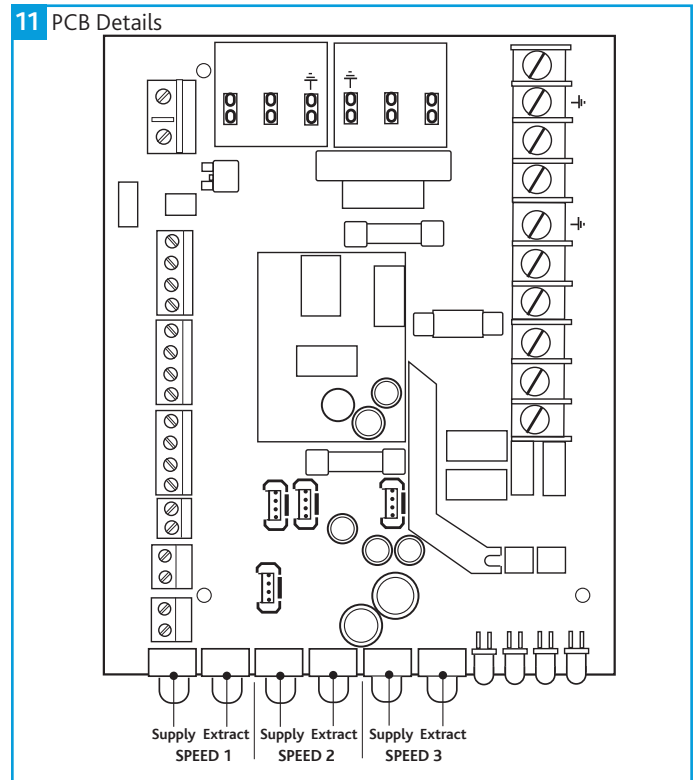 11 PCB Details
Supply Extract Supply Extract Supply Extract
SPEED 1 SPEED 2 SPEED 3